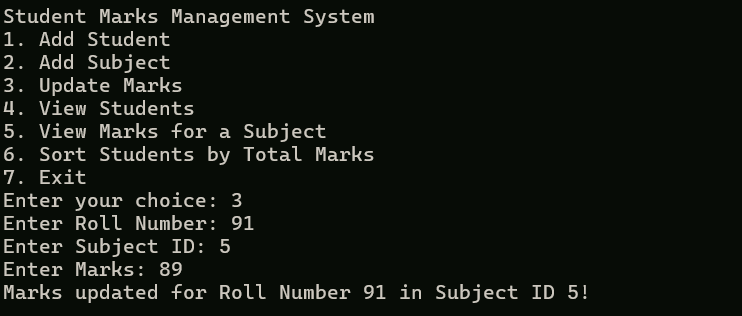 Student Marks Management System
1. Add Student
2. Add Subject
3. Update Marks
4. View Students
5. View Marks for a Subject
6. Sort Students by Total Marks
7. Exit
Enter your choice: 3
Enter Roll Number: 91
Enter Subject ID: 5
Enter Marks: 89
Marks updated for Roll Number 91 in Subject ID 5!